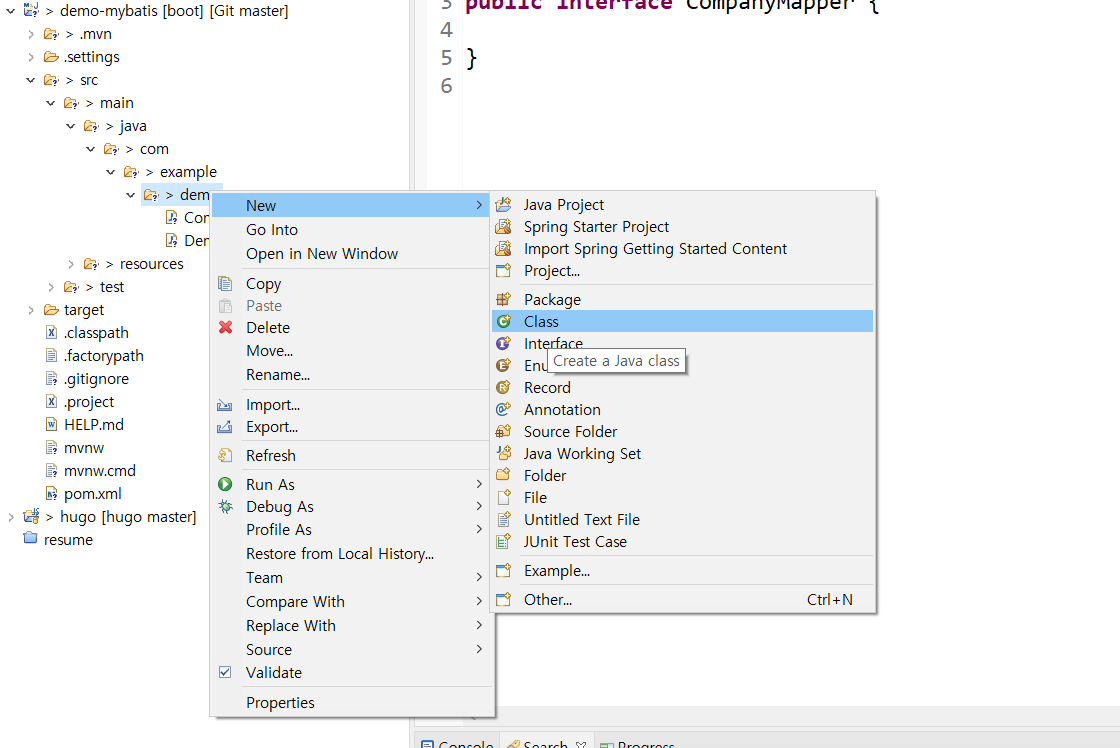 demo-mybatis [boot] [Git master]
> .mvn
.settings
> src
> main
> java
> com
> example
> dem
Con
Den
> resources
> test
target
.classpath
.factorypath
.gitignore
.project
HELP.md
mvnw
mvnw.cmd
pom.xml
> hugo [hugo master]
resume
3 public interface CompanyMapper {
4
5 }
6
New
Go Into
Open in New Window
Copy
Paste
Delete
Move...
Rename...
Import...
Export...
Refresh
Run As
Debug As
Profile As
Restore from Local History...
Team
Compare With
Replace With
Source
Validate
Properties
Java Project
Spring Starter Project
Import Spring Getting Started Content
Project...
Package
Class
Interface
Create a Java class
Enu
Record
Annotation
Source Folder
Java Working Set
Folder
File
Untitled Text File
JUnit Test Case
Example...
Other... Ctrl+N
Console Search Progress